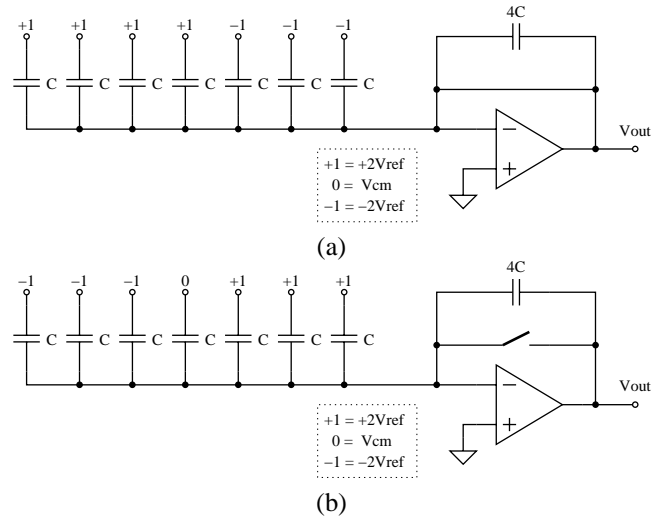 +1 +1 +1 +1 −1 −1 −1 4C
C C C C C C C
Vout
+1 = +2Vref
0 = Vcm
−1 = −2Vref
(a)
−1 −1 −1 0 +1 +1 +1 4C
C C C C C C C
Vout
+1 = +2Vref
0 = Vcm
−1 = −2Vref
(b)